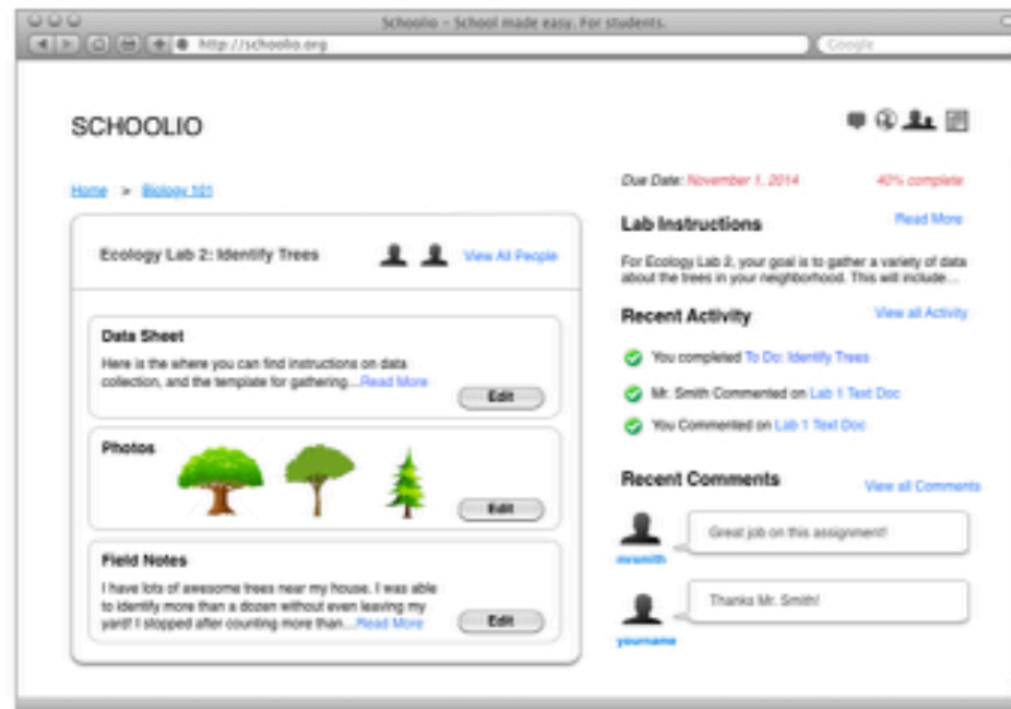 Schoolio – School made easy. For students.
http://schoolio.org
Google
SCHOOLIO
Home > Biology 101
Ecology Lab 2: Identify Trees
View All People
Data Sheet
Here is the where you can find instructions on data
collection, and the template for gathering...Read More
Edit
Photos
Edit
Field Notes
I have lots of awesome trees near my house. I was able
to identify more than a dozen without even leaving my
yard! I stopped after counting more than...Read More
Edit
Due Date: November 1, 2014
40% complete
Lab Instructions
Read More
For Ecology Lab 2, your goal is to gather a variety of data
about the trees in your neighborhood. This will include...
Recent Activity
View all Activity
You completed To Do: Identify Trees
Mr. Smith Commented on Lab 1 Text Doc
You Commented on Lab 1 Text Doc
Recent Comments
View all Comments
Great job on this assignment!
mrsmith
Thanks Mr. Smith!
yourname